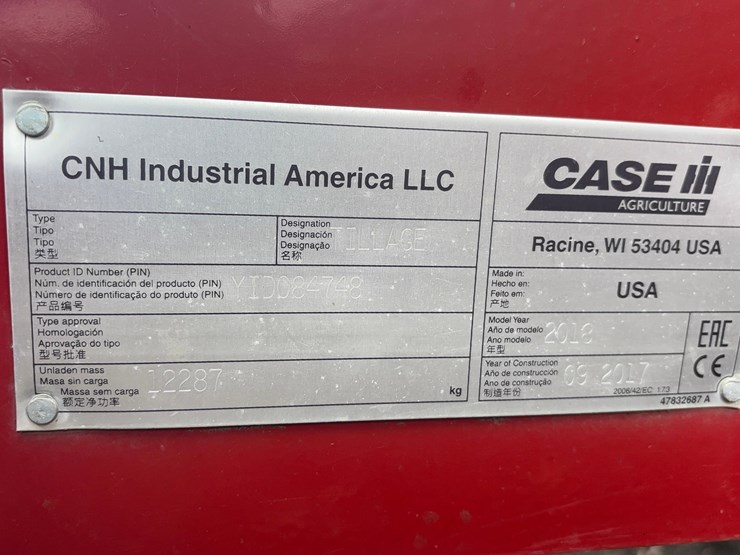 CNH Industrial America LLC
Type
Tipo
Tipo
类型
Designation
Designación
Designação
名称
TILLAGE
Product ID Number (PIN)
Núm. de identificación del producto (PIN)
Número de identificação do produto (PIN)
产品编号
YJD084748
Type approval
Homologación
Aprovação do tipo
型号批准
Unladen mass
Masa sin carga
Massa sem carga
额定净功率
12287
kg
CASE IH
AGRICULTURE
Racine, WI 53404 USA
Made in:
Hecho en:
Feito em:
产地
USA
Model Year
Año de modelo
Ano modelo
年型
2018
EAC
CE
Year of Construction
Año de construcción
Ano de construção
制造年份
09 2017
2006/42/EC 1.7.3
47832687 A